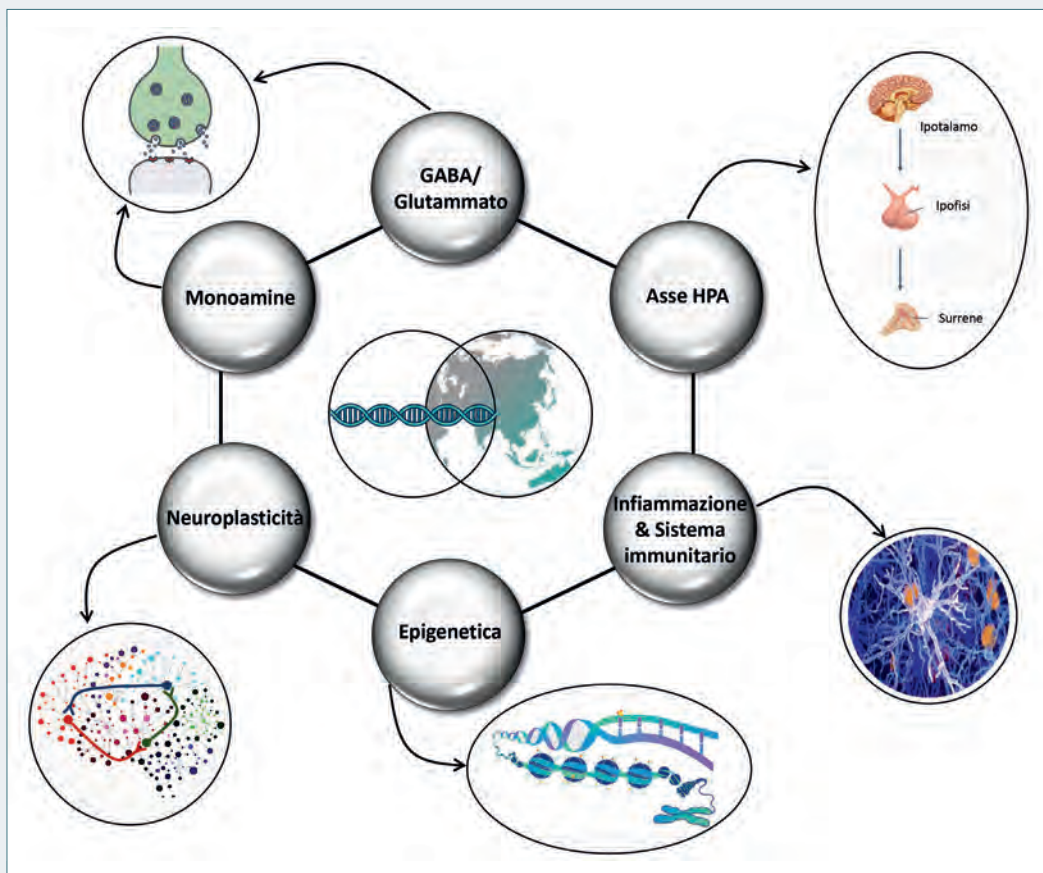 GABA/
Glutammato
Monoamine
Asse HPA
Ipotalamo
Ipofisi
Surrene
Neuroplasticità
Infiammazione
& Sistema
immunitario
Epigenetica